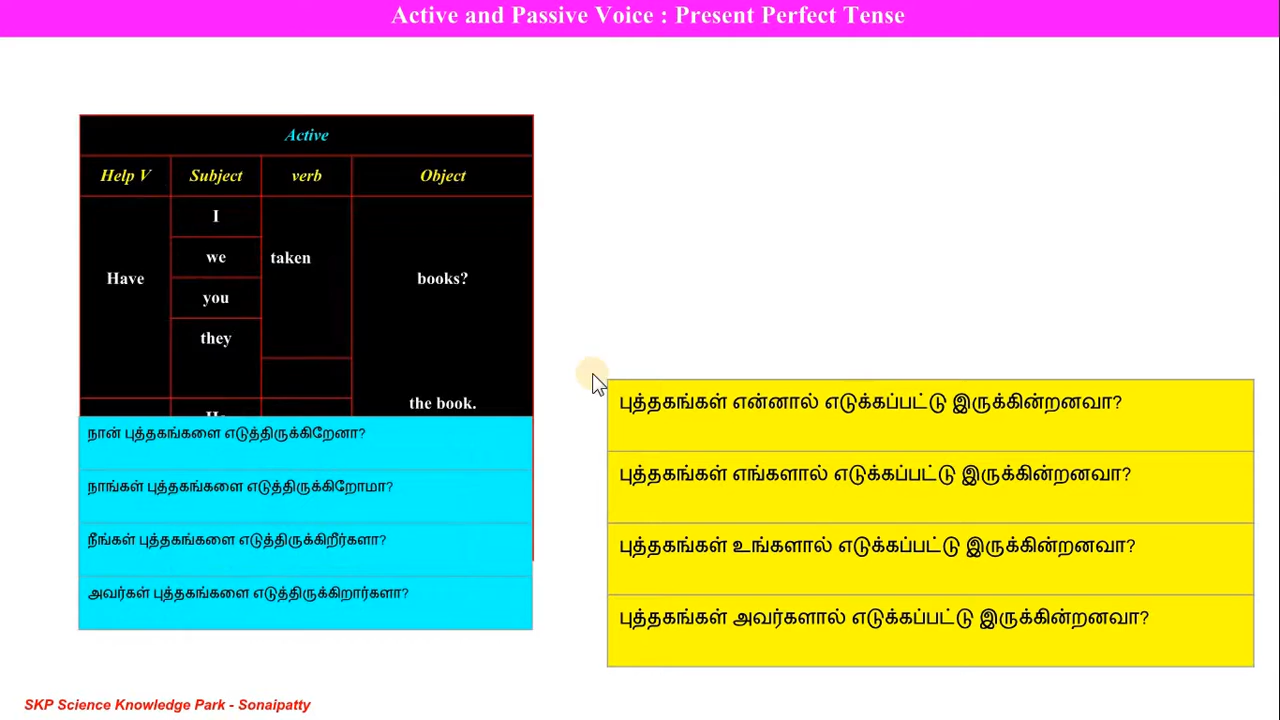 Active and Passive Voice : Present Perfect Tense
Active
Help V Subject verb Object
I
we
taken
Have
books?
you
they
the book.
நான் புத்தகங்களை எடுத்திருக்கிறேனா?
நாங்கள் புத்தகங்களை எடுத்திருக்கிறோமா?
நீங்கள் புத்தகங்களை எடுத்திருக்கிறீர்களா?
அவர்கள் புத்தகங்களை எடுத்திருக்கிறார்களா?
புத்தகங்கள் என்னால் எடுக்கப்பட்டு இருக்கின்றனவா?
புத்தகங்கள் எங்களால் எடுக்கப்பட்டு இருக்கின்றனவா?
புத்தகங்கள் உங்களால் எடுக்கப்பட்டு இருக்கின்றனவா?
புத்தகங்கள் அவர்களால் எடுக்கப்பட்டு இருக்கின்றனவா?
SKP Science Knowledge Park - Sonaipatty